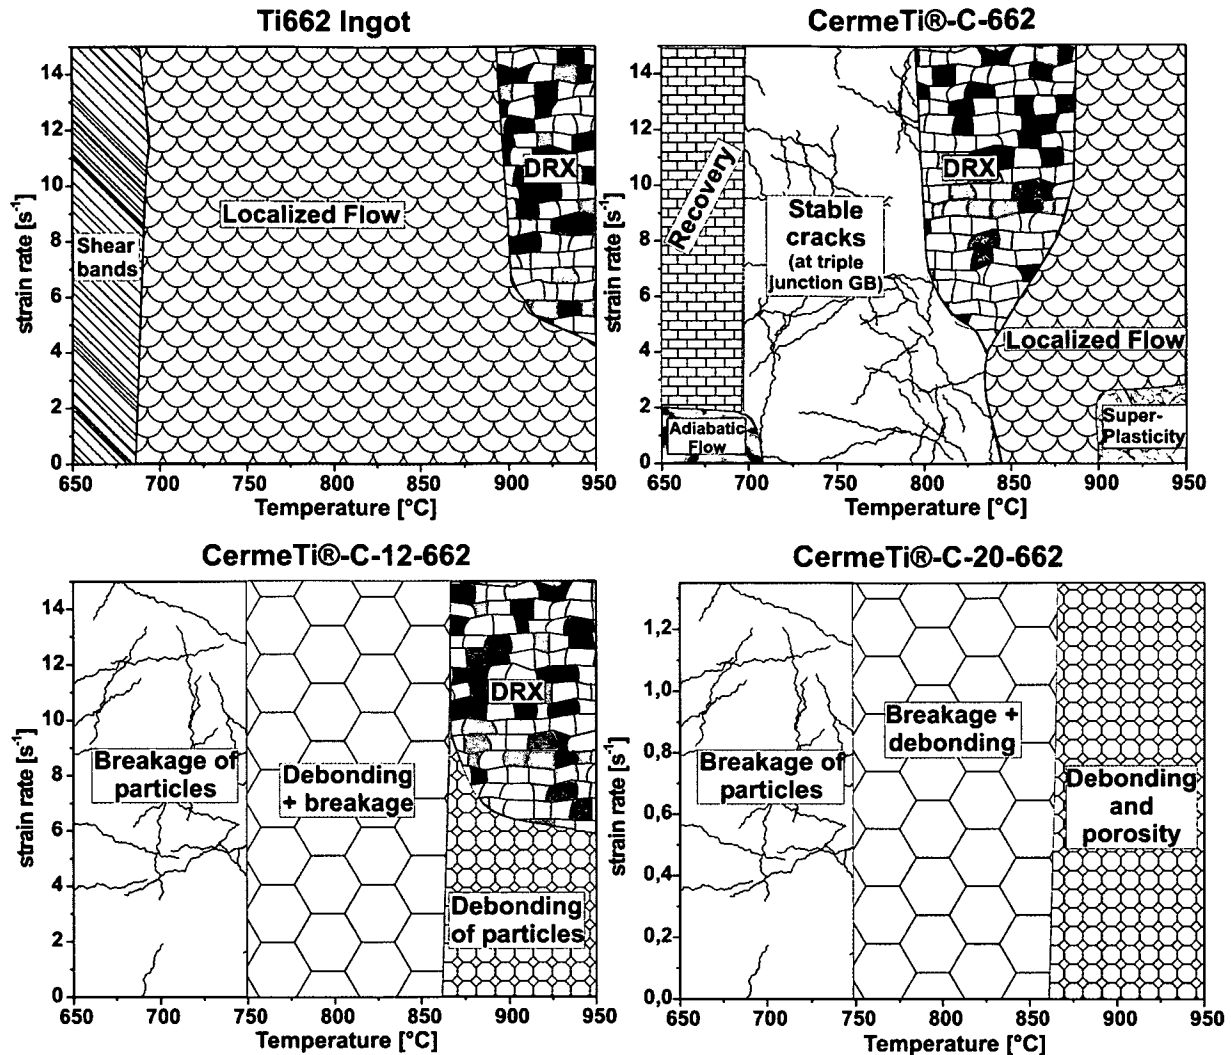 Ti662 Ingot
strain rate [s⁻¹]
14
12
10
8
6
4
2
0
Shear
bands
Localized Flow
DRX
650 700 750 800 850 900 950
Temperature [°C]
CermeTi®-C-662
strain rate [s⁻¹]
14
12
10
8
6
4
2
0
Recovery
Stable
cracks
(at triple
junction GB)
DRX
Localized Flow
Adiabatic
Flow
Super-
Plasticity
650 700 750 800 850 900 950
Temperature [°C]
CermeTi®-C-12-662
strain rate [s⁻¹]
14
12
10
8
6
4
2
0
Breakage of
particles
Debonding
+ breakage
DRX
Debonding
of particles
650 700 750 800 850 900 950
Temperature [°C]
CermeTi®-C-20-662
strain rate [s⁻¹]
1,2
1,0
0,8
0,6
0,4
0,2
0,0
Breakage of
particles
Breakage +
debonding
Debonding
and
porosity
650 700 750 800 850 900 950
Temperature [°C]